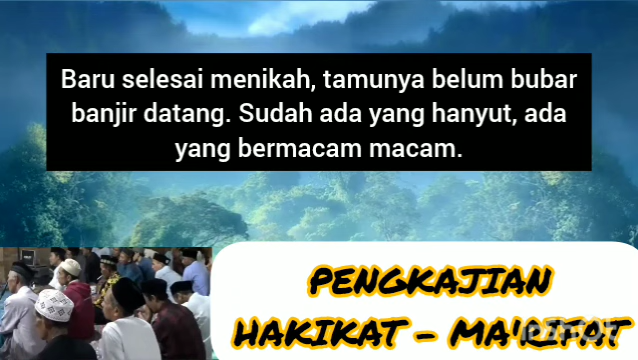 Baru selesai menikah, tamunya belum bubar
banjir datang. Sudah ada yang hanyut, ada
yang bermacam macam.
PENGKAJIAN
HAKIKAT - MA'RIFAT